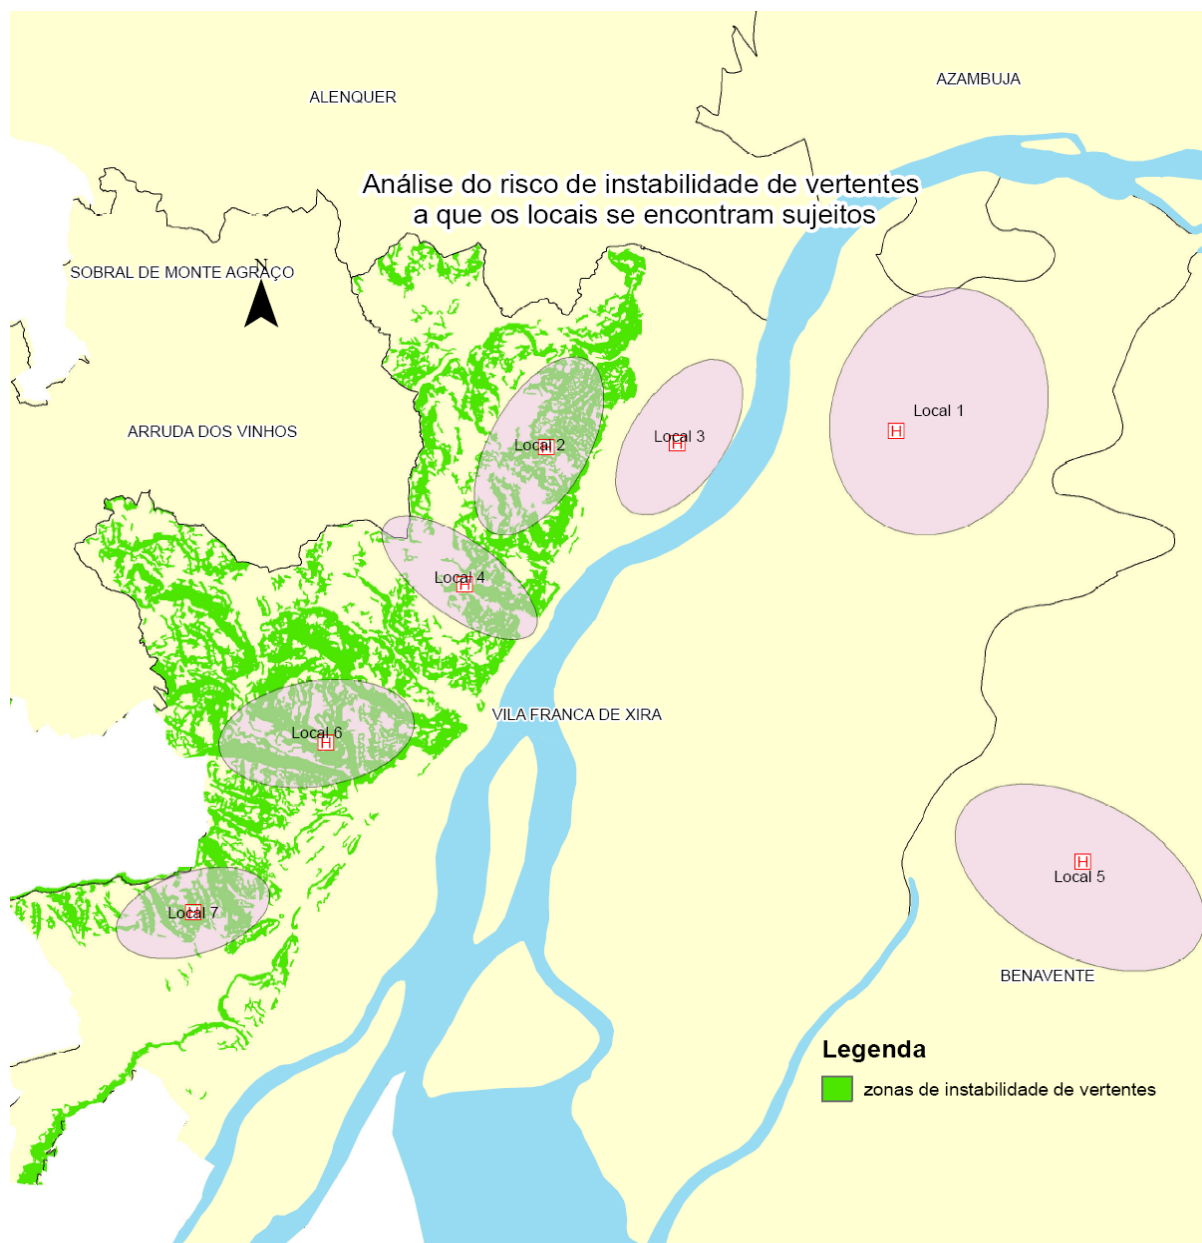 AZAMBUJA
ALENQUER
Análise do risco de instabilidade de vertentes
a que os locais se encontram sujeitos
N
SOBRAL DE MONTE AGRAÇO
Local 1
H
ARRUDA DOS VINHOS
Local 3
H
Local 2
H
Local 4
H
VILA FRANCA DE XIRA
Local 6
H
H
Local 5
Local 7
H
BENAVENTE
Legenda
zonas de instabilidade de vertentes